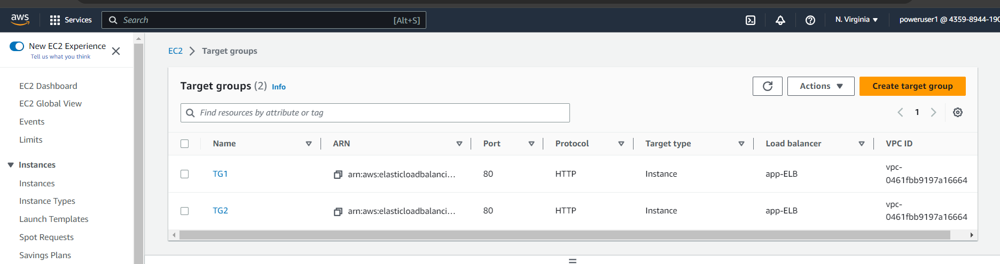 aws Services Search [Alt+S] N. Virginia poweruser1 @ 4359-8944-190
New EC2 Experience
Tell us what you think
EC2 Dashboard
EC2 Global View
Events
Limits
Instances
Instances
Instance Types
Launch Templates
Spot Requests
Savings Plans
EC2 > Target groups
Target groups (2) Info
Actions
Create target group
Find resources by attribute or tag
1
Name ARN Port Protocol Target type Load balancer VPC ID
TG1 arn:aws:elasticloadbalanci... 80 HTTP Instance app-ELB vpc-
0461fbb9197a16664
TG2 arn:aws:elasticloadbalanci... 80 HTTP Instance app-ELB vpc-
0461fbb9197a16664